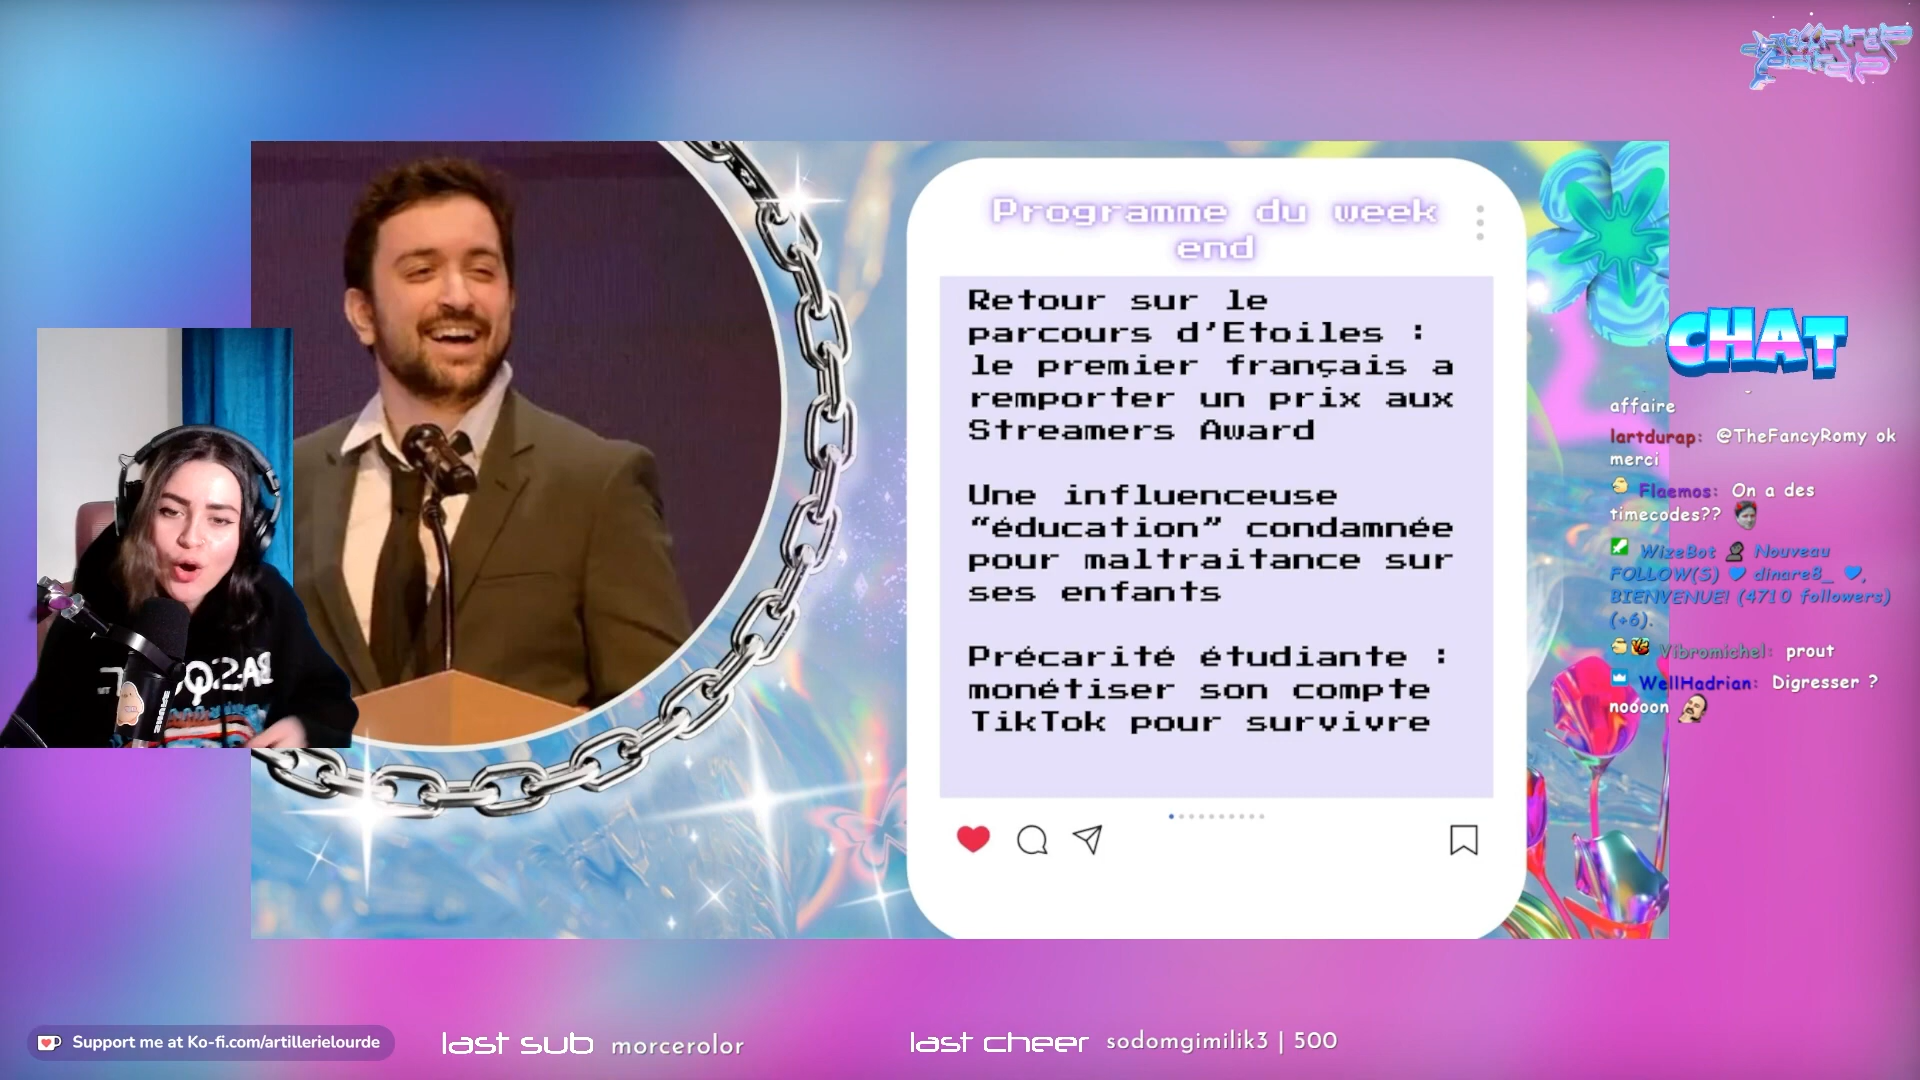 Programme du week
end
Retour sur le
parcours d’Etoiles :
le premier français a
remporter un prix aux
Streamers Award
Une influenceuse
“éducation” condamnée
pour maltraitance sur
ses enfants
Précarité étudiante :
monétiser son compte
TikTok pour survivre
CHAT
affaire
lartdurap: @TheFancyRomy ok
merci
Flaemos: On a des
timecodes??
WizeBot Nouveau
FOLLOW(S) dinare8_ ,
BIENVENUE! (4710 followers)
(+6).
Vibromichel: prout
WellHadrian: Digresser ?
noooon
Support me at Ko-fi.com/artillerielourde
last sub morcerolor
last cheer sodomgimilik3 | 500